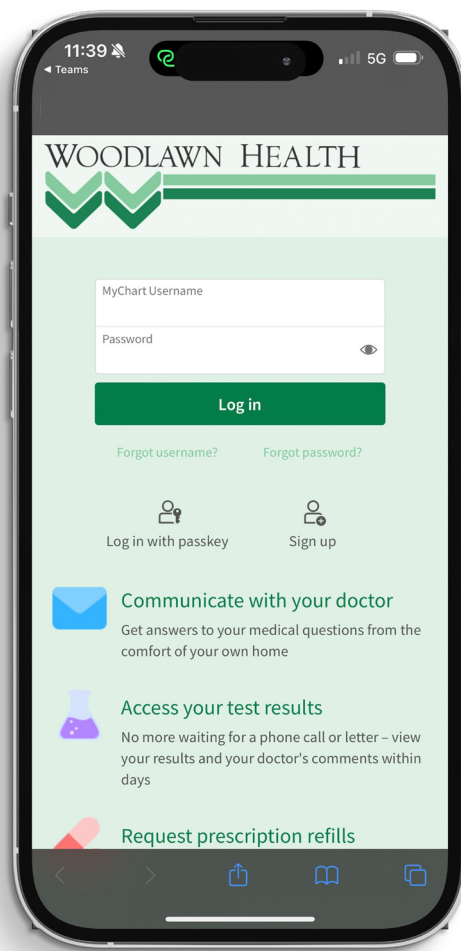 11:39
5G
◄ Teams
WOODLAWN HEALTH
MyChart Username
Password
Log in
Forgot username?
Forgot password?
Log in with passkey
Sign up
Communicate with your doctor
Get answers to your medical questions from the
comfort of your own home
Access your test results
No more waiting for a phone call or letter – view
your results and your doctor's comments within
days
Request prescription refills